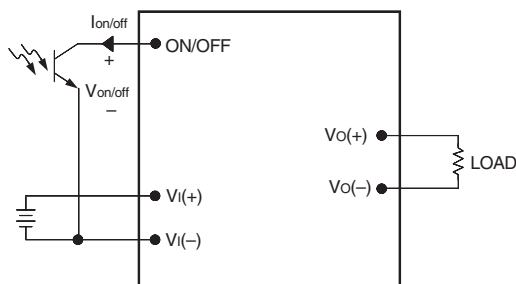 Ion/off
ON/OFF
+
Von/off
–
VO(+)
LOAD
VO(–)
VI(+)
VI(–)